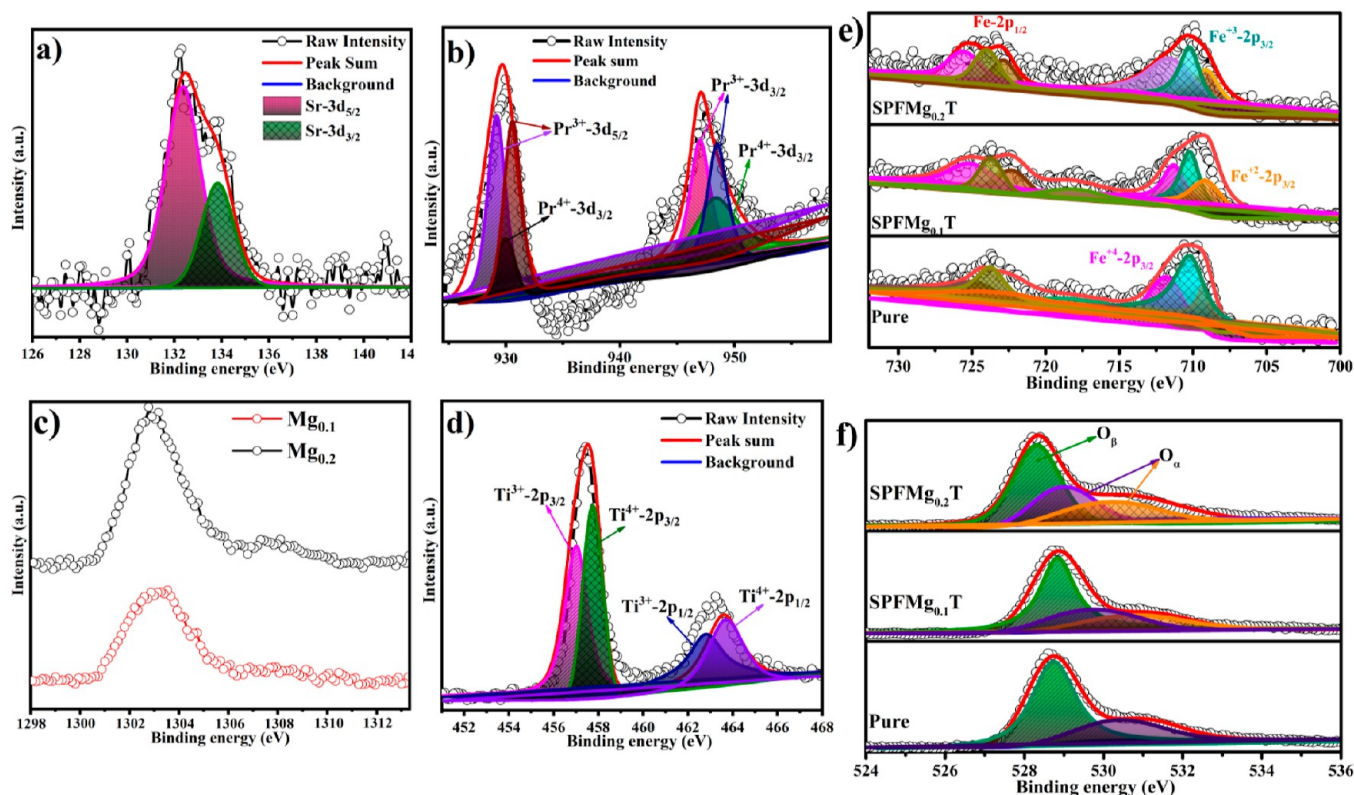 a)
Raw Intensity
Peak Sum
Background
Sr-3d5/2
Sr-3d3/2
Intensity (a.u.)
126 128 130 132 134 136 138 140 14
Binding energy (eV)
b)
Raw Intensity
Peak sum
Background
Pr3+-3d3/2
Pr3+-3d5/2
Pr4+-3d3/2
Pr4+-3d3/2
Intensity (a.u.)
930 940 950
Binding energy (eV)
e)
Fe-2p1/2
Fe+3-2p3/2
SPFMg0.2T
Fe+2-2p3/2
SPFMg0.1T
Fe+4-2p3/2
Pure
Intensity (a.u.)
730 725 720 715 710 705 700
Binding energy (eV)
c)
Mg0.1
Mg0.2
Intensity (a.u.)
1298 1300 1302 1304 1306 1308 1310 1312
Binding energy (eV)
d)
Raw Intensity
Peak sum
Background
Ti3+-2p3/2
Ti4+-2p3/2
Ti3+-2p1/2
Ti4+-2p1/2
Intensity (a.u.)
452 454 456 458 460 462 464 466 468
Binding energy (eV)
f)
Oβ
Oα
SPFMg0.2T
SPFMg0.1T
Pure
Intensity (a.u.)
524 526 528 530 532 534 536
Binding energy (eV)